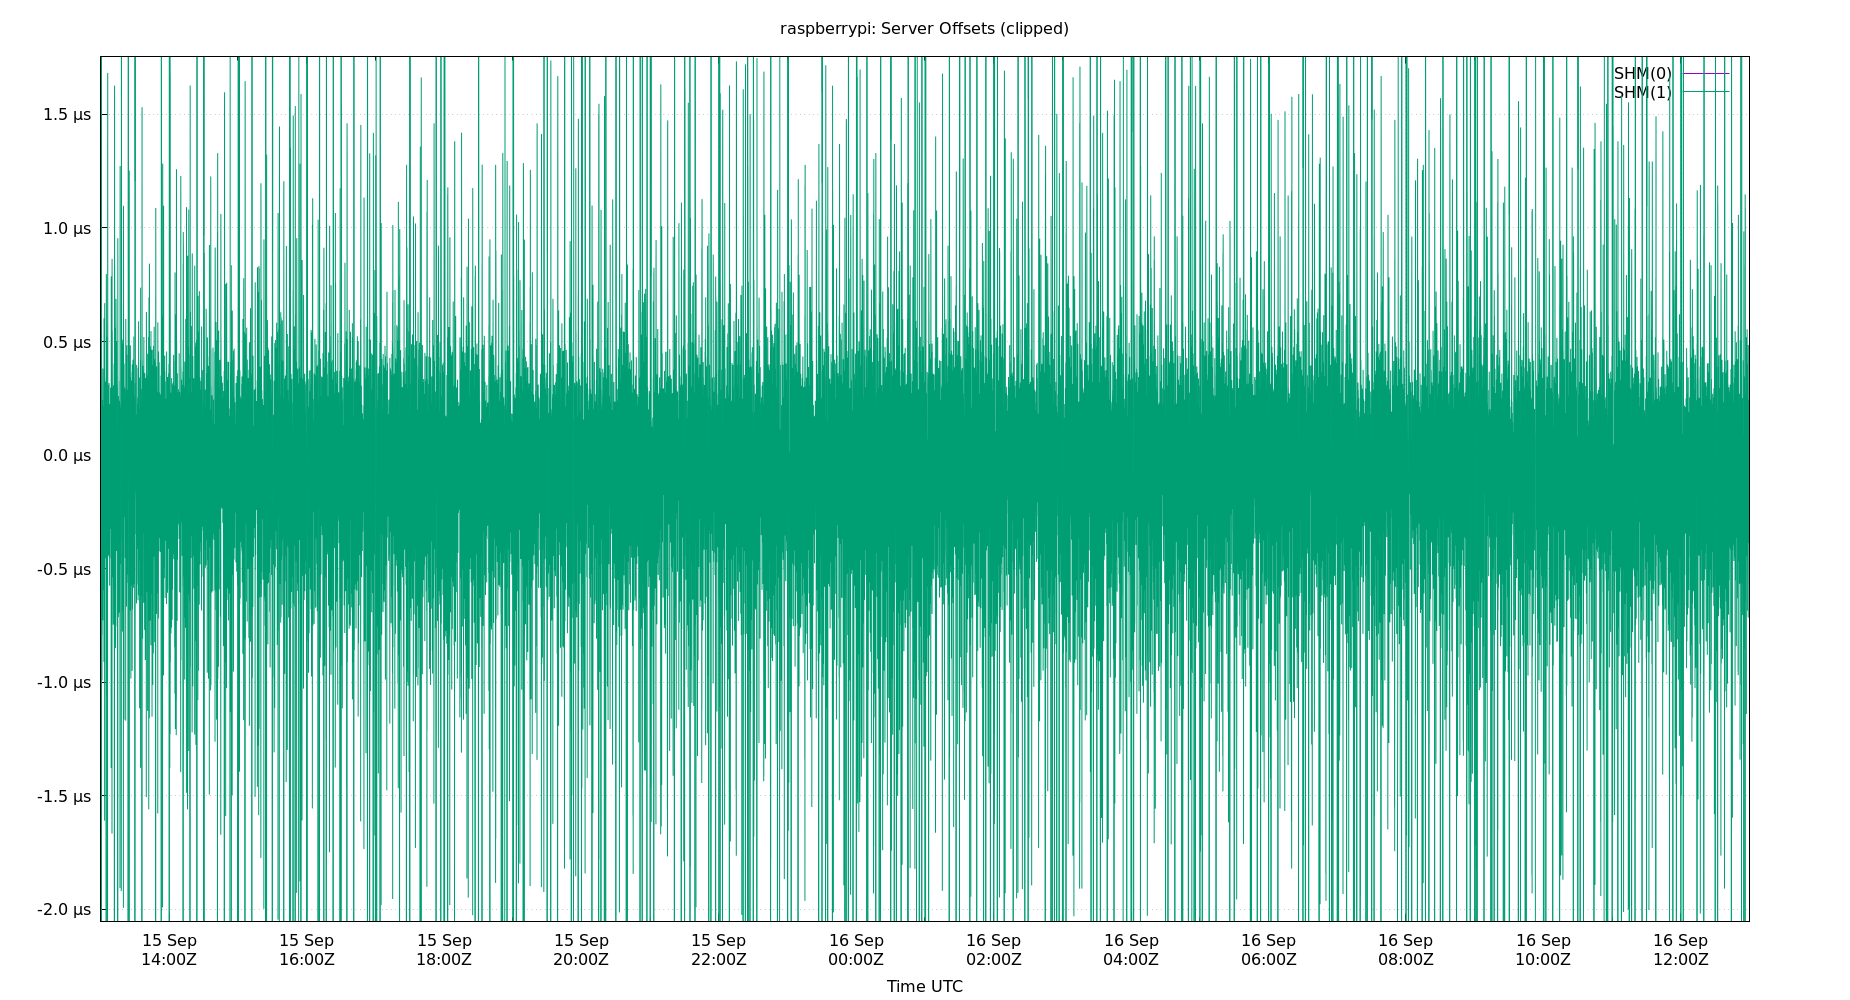 raspberrypi: Server Offsets (clipped)
SHM(0)
SHM(1)
1.5 µs
1.0 µs
0.5 µs
0.0 µs
-0.5 µs
-1.0 µs
-1.5 µs
-2.0 µs
15 Sep 15 Sep 15 Sep 15 Sep 15 Sep 16 Sep 16 Sep 16 Sep 16 Sep 16 Sep 16 Sep 16 Sep
14:00Z 16:00Z 18:00Z 20:00Z 22:00Z 00:00Z 02:00Z 04:00Z 06:00Z 08:00Z 10:00Z 12:00Z
Time UTC